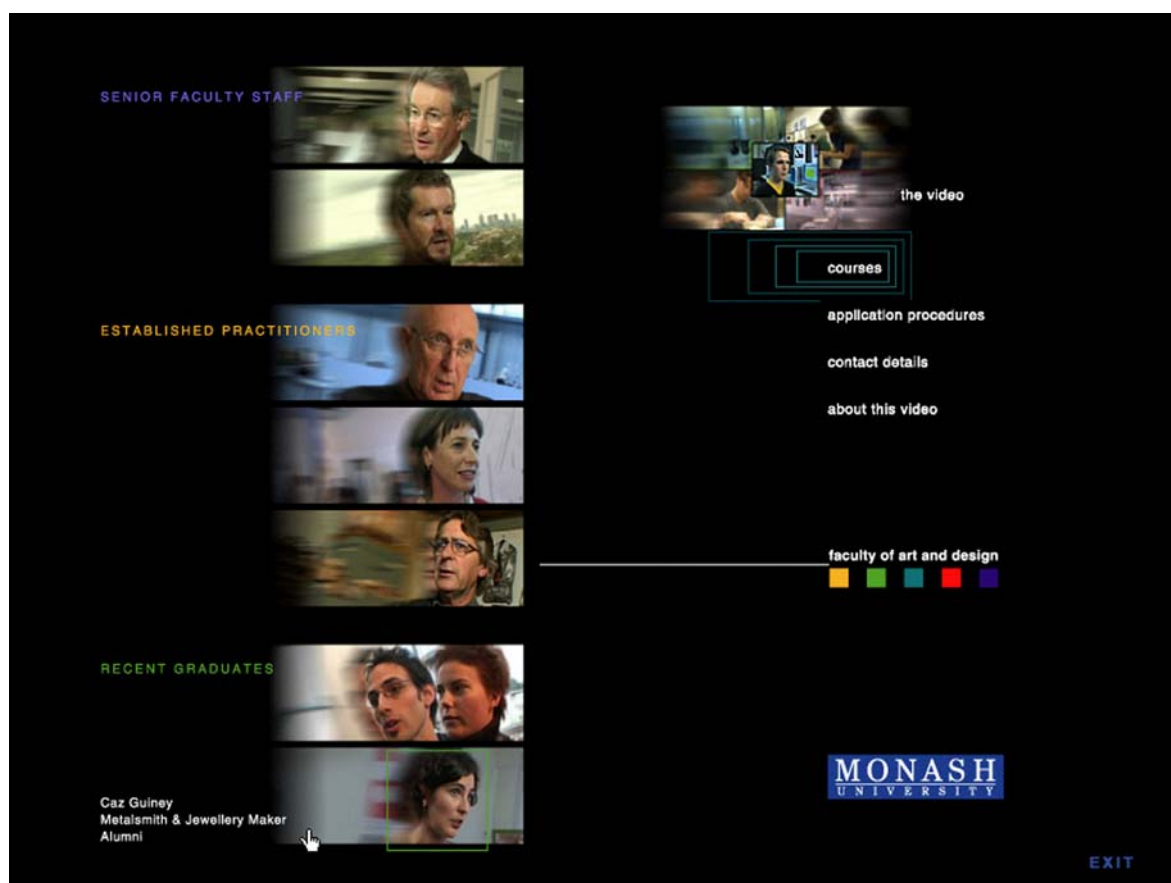 SENIOR FACULTY STAFF
the video
courses
ESTABLISHED PRACTITIONERS
application procedures
contact details
about this video
faculty of art and design
RECENT GRADUATES
MONASH
UNIVERSITY
Caz Guiney
Metalsmith & Jewellery Maker
Alumni
EXIT